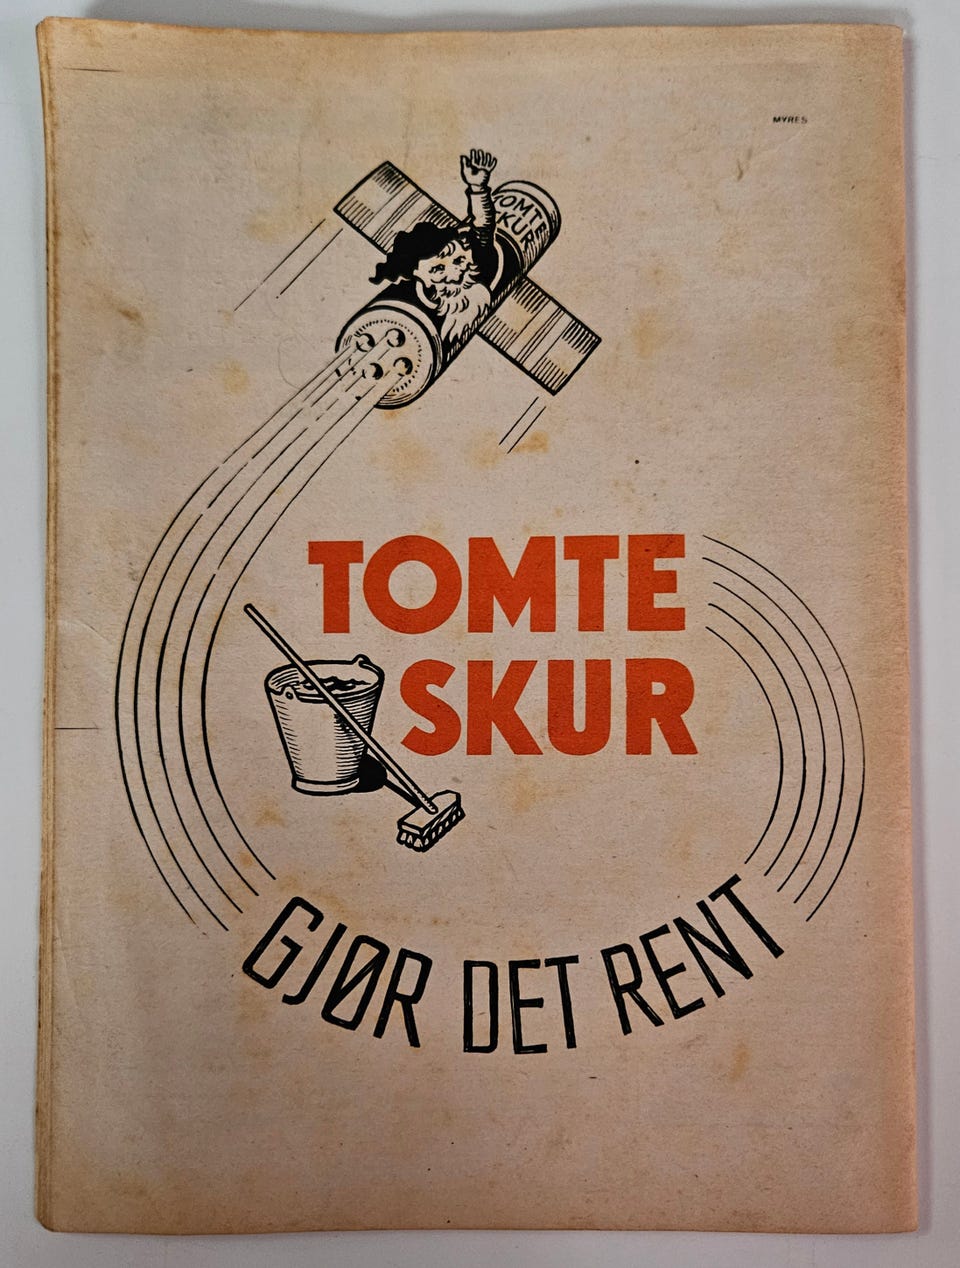 MYRES
TOMTE
SKUR
TOMTE
SKUR
GJØR DET RENT